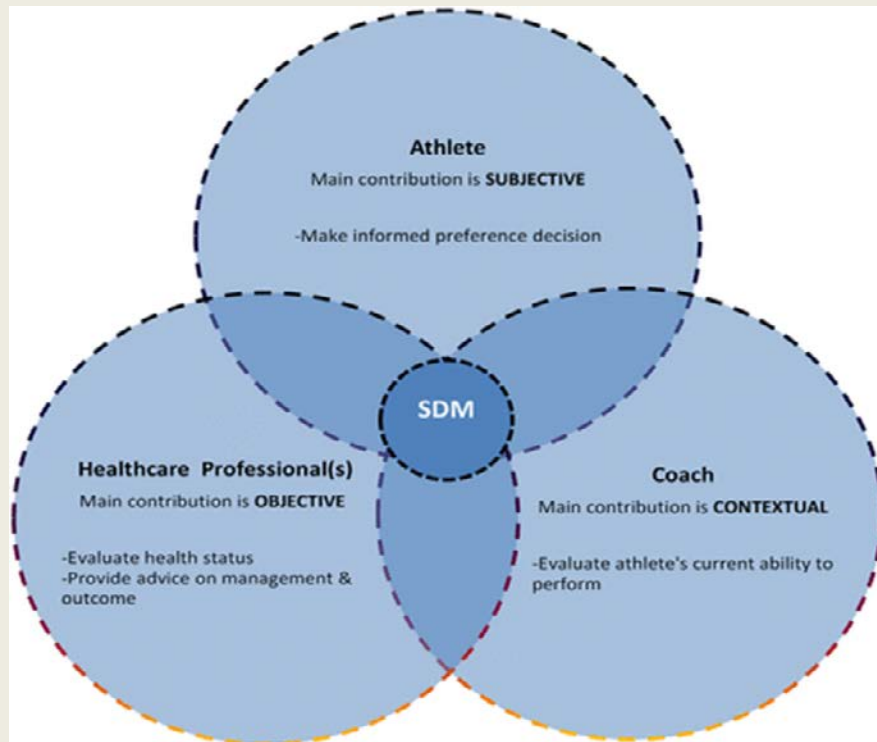 Athlete
Main contribution is SUBJECTIVE
-Make informed preference decision
SDM
Healthcare Professional(s)
Main contribution is OBJECTIVE
-Evaluate health status
-Provide advice on management &
outcome
Coach
Main contribution is CONTEXTUAL
-Evaluate athlete's current ability to
perform